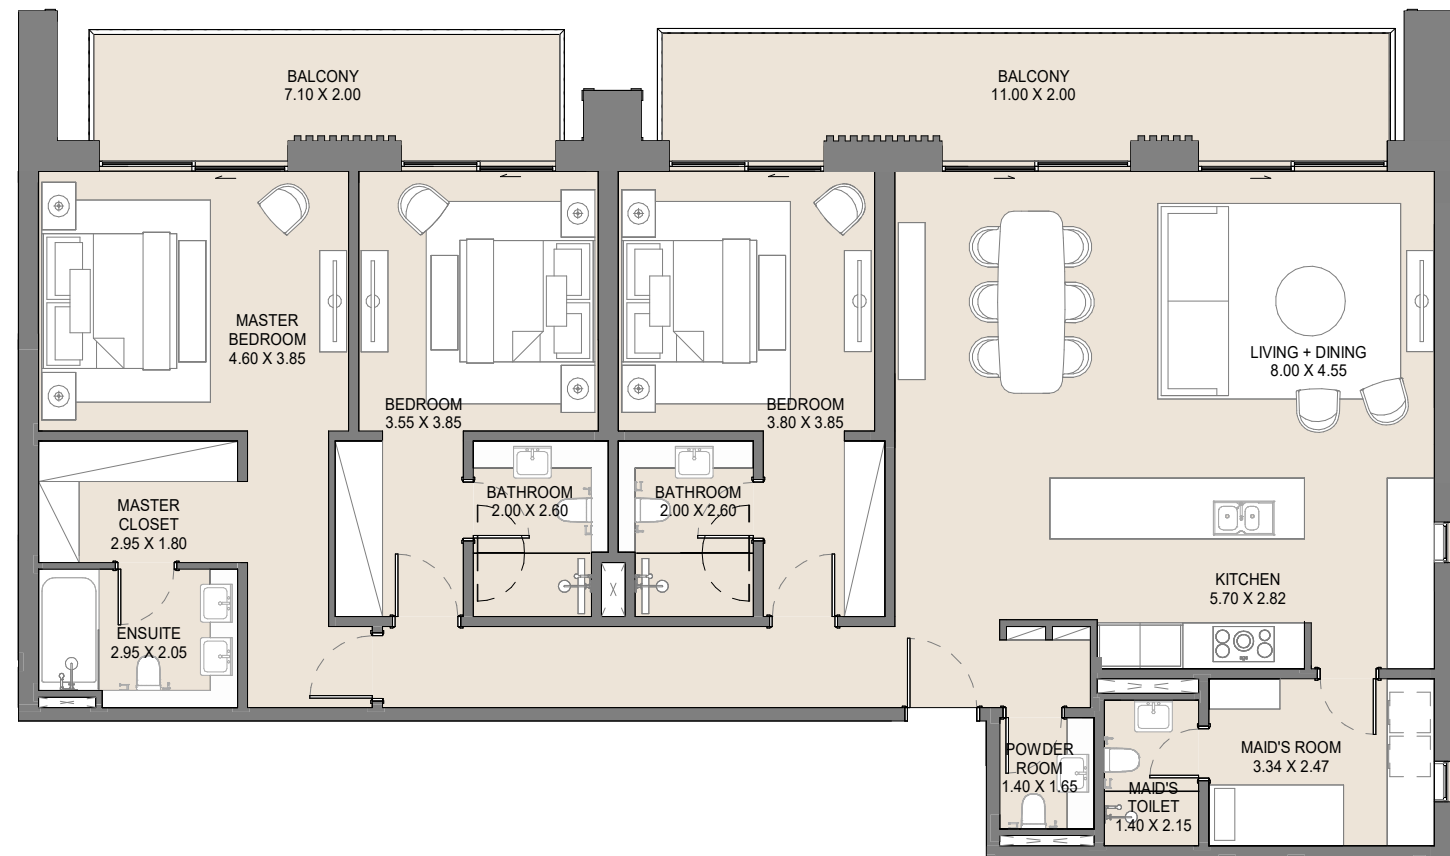 BALCONY
7.10 X 2.00
BALCONY
11.00 X 2.00
MASTER
BEDROOM
4.60 X 3.85
BEDROOM
3.55 X 3.85
BEDROOM
3.80 X 3.85
LIVING + DINING
8.00 X 4.55
MASTER
CLOSET
2.95 X 1.80
BATHROOM
2.00 X 2.60
BATHROOM
2.00 X 2.60
KITCHEN
5.70 X 2.82
ENSUITE
2.95 X 2.05
POWDER
ROOM
1.40 X 1.65
MAID'S
TOILET
1.40 X 2.15
MAID'S ROOM
3.34 X 2.47